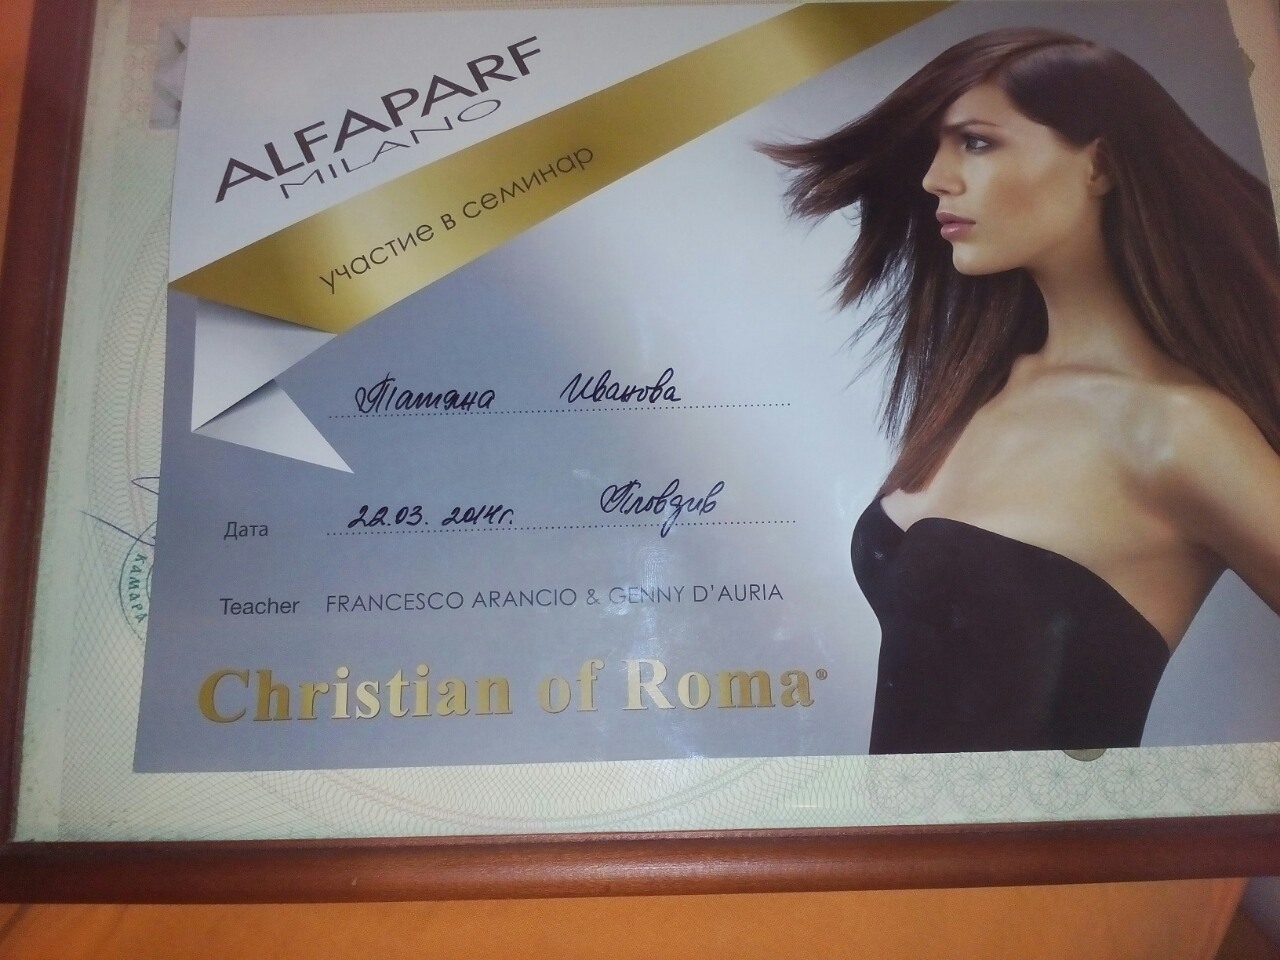 ALFAPARF
MILANO
участие в семинар
Татяна Иванова
Дата 22.03.2014г. Пловдив
Teacher FRANCESCO ARANCIO & GENNY D'AURIA
Christian of Roma®
ТАМАРА